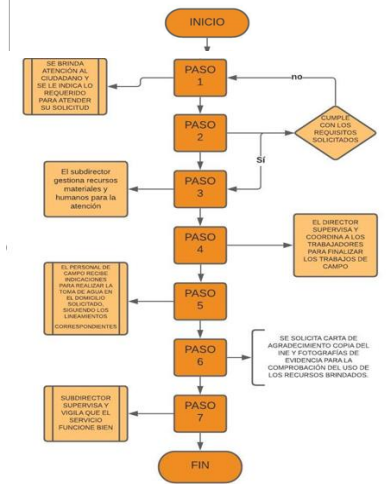 INICIO
SE BRINDA
ATENCIÓN AL
CIUDADANO Y
SE LE INDICA LO
REQUERIDO
PARA ATENDER
SU SOLICITUD
PASO
1
no
PASO
2
CUMPLE
CON LOS
REQUISITOS
SOLICITADOS
Sí
El subdirector
gestiona recursos
materiales y
humanos para la
atención
PASO
3
PASO
4
EL DIRECTOR
SUPERVISA Y
COORDINA A LOS
TRABAJADORES
PARA FINALIZAR
LOS TRABAJOS DE
CAMPO
EL PERSONAL DE
CAMPO RECIBE
INDICACIONES
PARA REALIZAR LA
TOMA DE AGUA EN
EL DOMICILIO
SOLICITADO,
SIGUIENDO LOS
LINEAMIENTOS
CORRESPONDIENTES
PASO
5
PASO
6
SE SOLICITA CARTA DE
AGRADECIMIENTO COPIA DEL
INE Y FOTOGRAFÍAS DE
EVIDENCIA PARA LA
COMPROBACIÓN DEL USO DE
LOS RECURSOS BRINDADOS.
SUBDIRECTOR
SUPERVISA Y
VIGILA QUE EL
SERVICIO
FUNCIONE BIEN
PASO
7
FIN